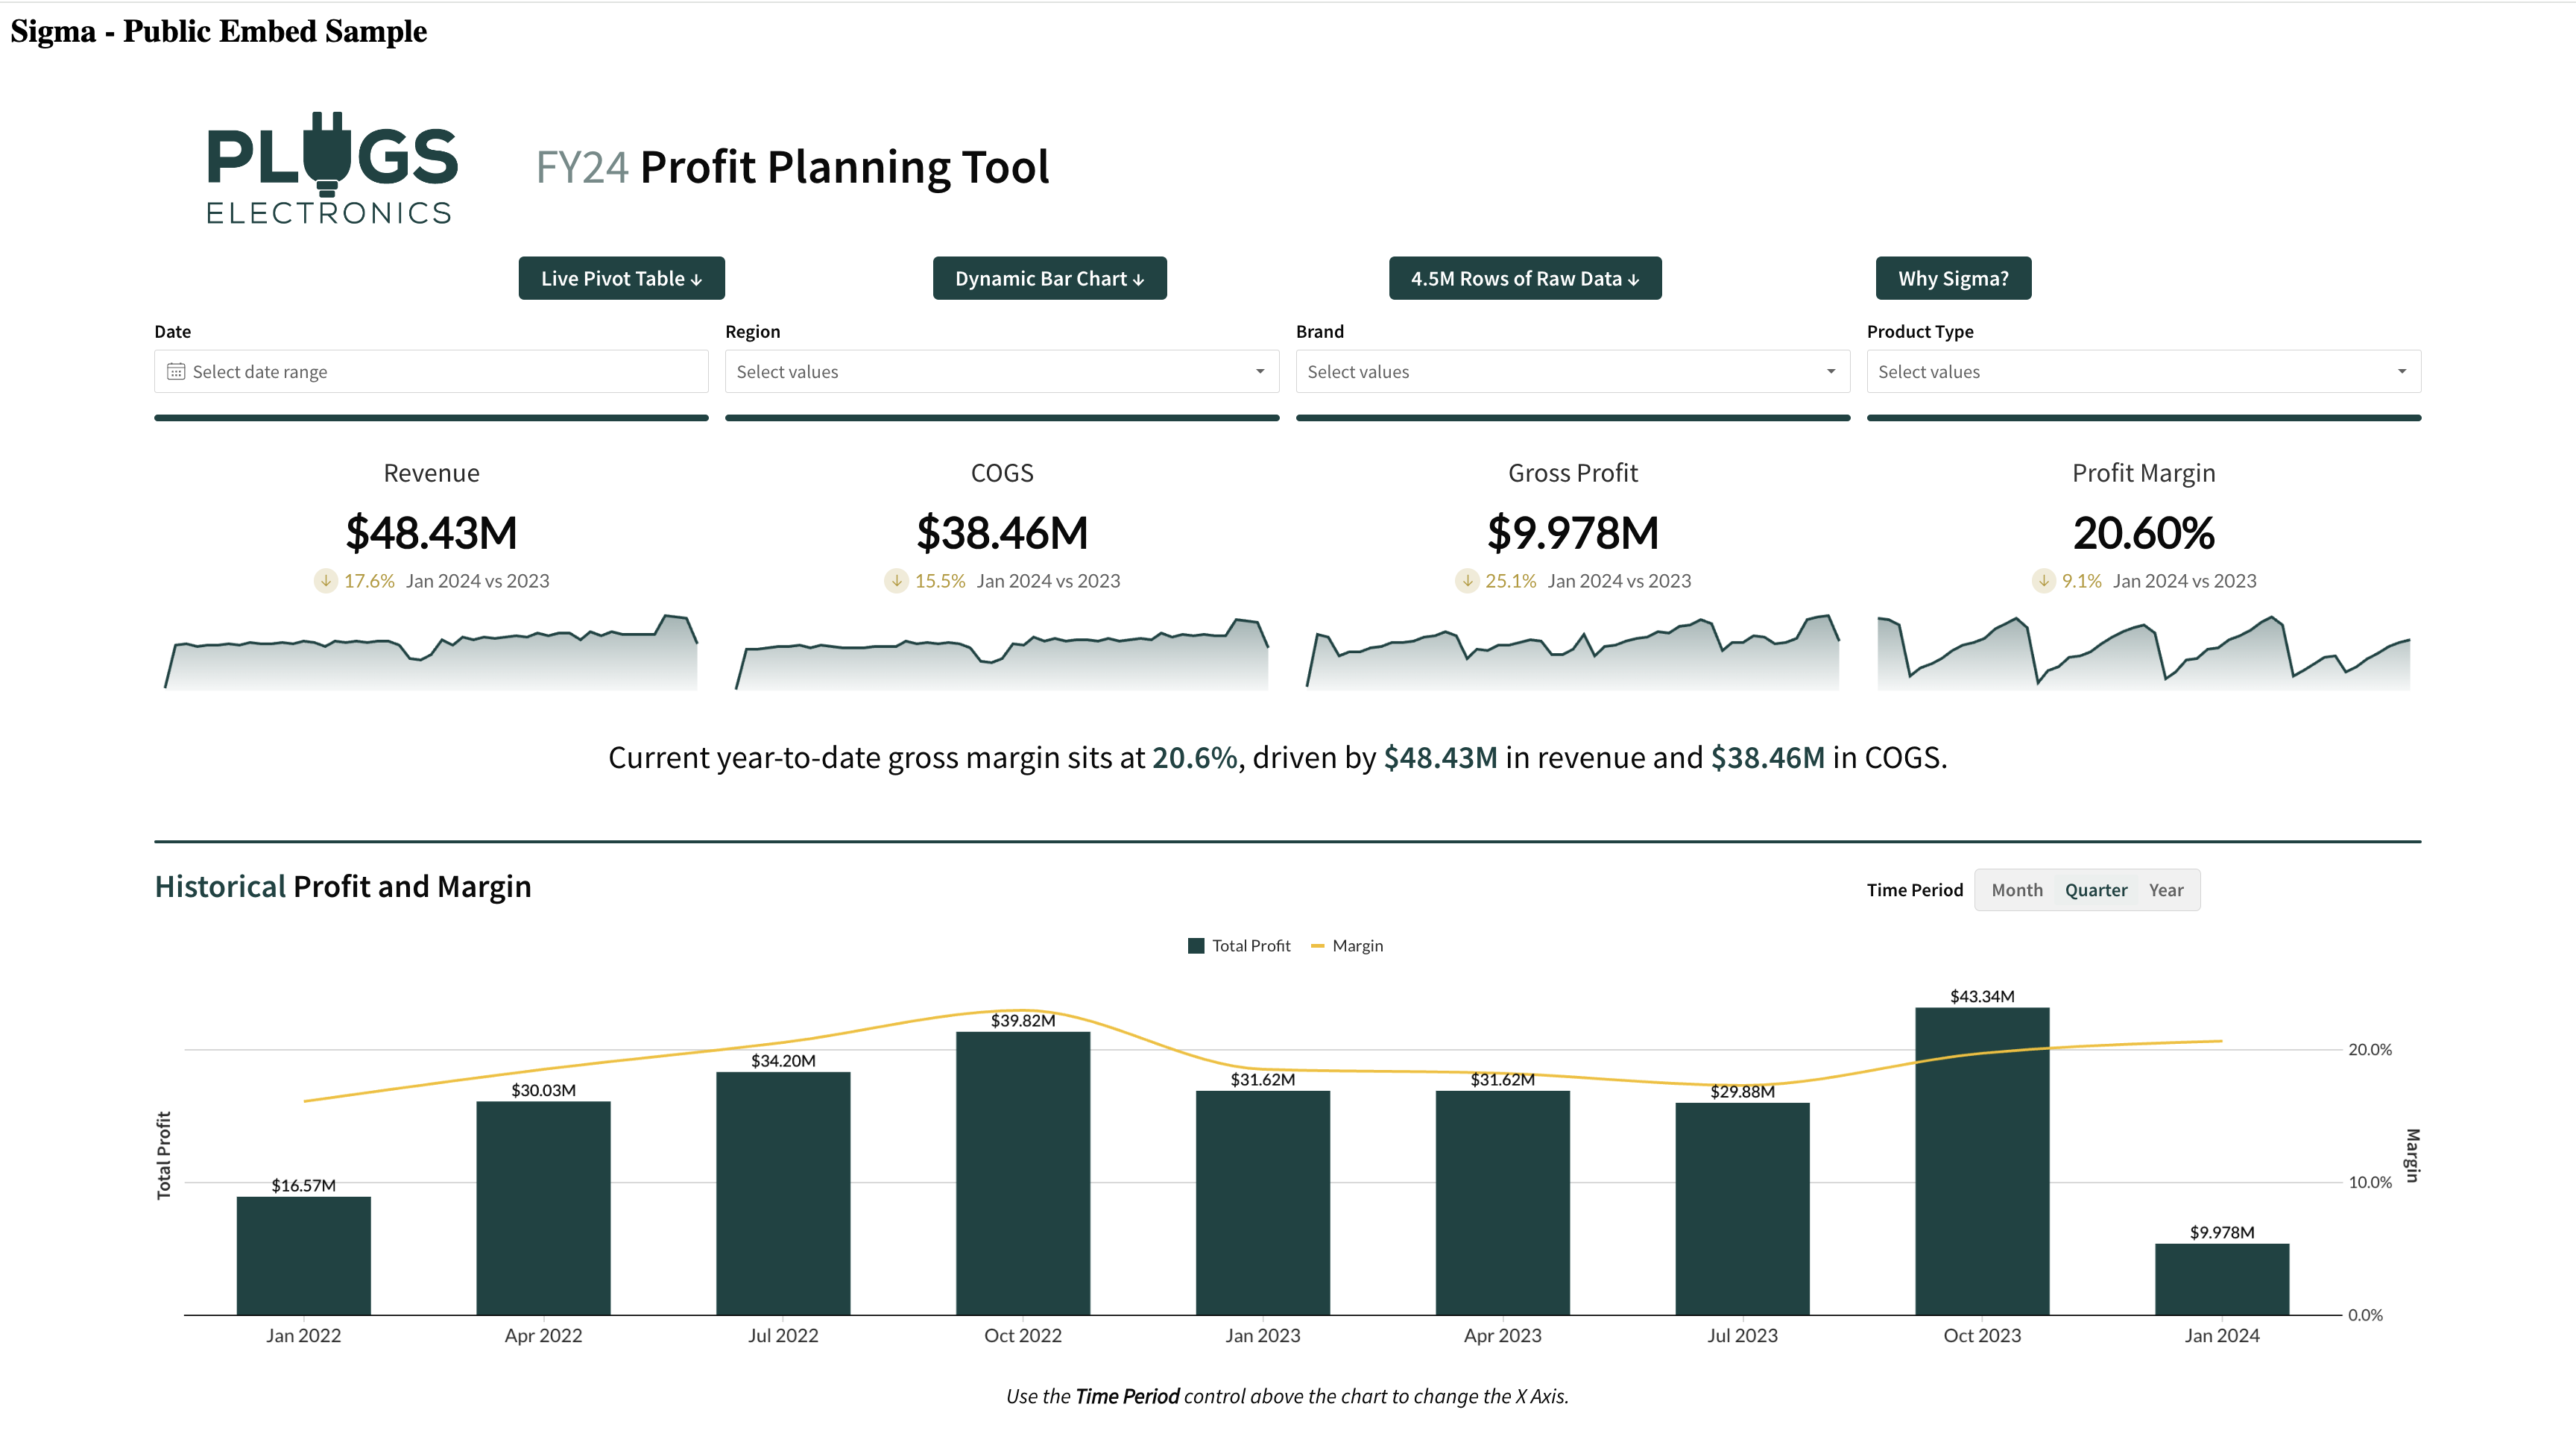 Sigma - Public Embed Sample
PLUGS
ELECTRONICS
FY24 Profit Planning Tool
Live Pivot Table ↓
Dynamic Bar Chart ↓
4.5M Rows of Raw Data ↓
Why Sigma?
Date
Region
Brand
Product Type
Select date range
Select values
Select values
Select values
Revenue
$48.43M
↓ 17.6% Jan 2024 vs 2023
COGS
$38.46M
↓ 15.5% Jan 2024 vs 2023
Gross Profit
$9.978M
↓ 25.1% Jan 2024 vs 2023
Profit Margin
20.60%
↓ 9.1% Jan 2024 vs 2023
Current year-to-date gross margin sits at 20.6%, driven by $48.43M in revenue and $38.46M in COGS.
Historical Profit and Margin
Time Period Month Quarter Year
Total Profit Margin
Total Profit
$16.57M
$30.03M
$34.20M
$39.82M
$31.62M
$31.62M
$29.88M
$43.34M
$9.978M
20.0%
10.0%
0.0%
Margin
Jan 2022 Apr 2022 Jul 2022 Oct 2022 Jan 2023 Apr 2023 Jul 2023 Oct 2023 Jan 2024
Use the Time Period control above the chart to change the X Axis.